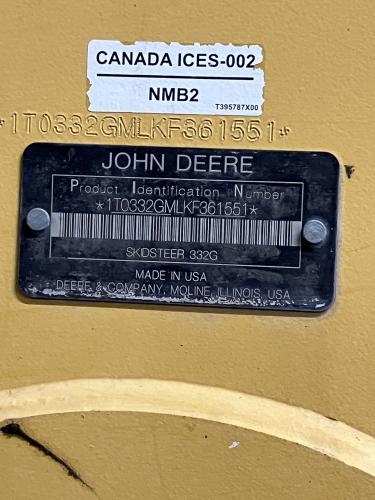 CANADA ICES-002
NMB2
T395787X00
*1T0332GMLKF361551*
JOHN DEERE
Product Identification Number
*1T0332GMLKF361551*
SKIDSTEER 332G
MADE IN USA
DEERE & COMPANY, MOLINE, ILLINOIS, USA